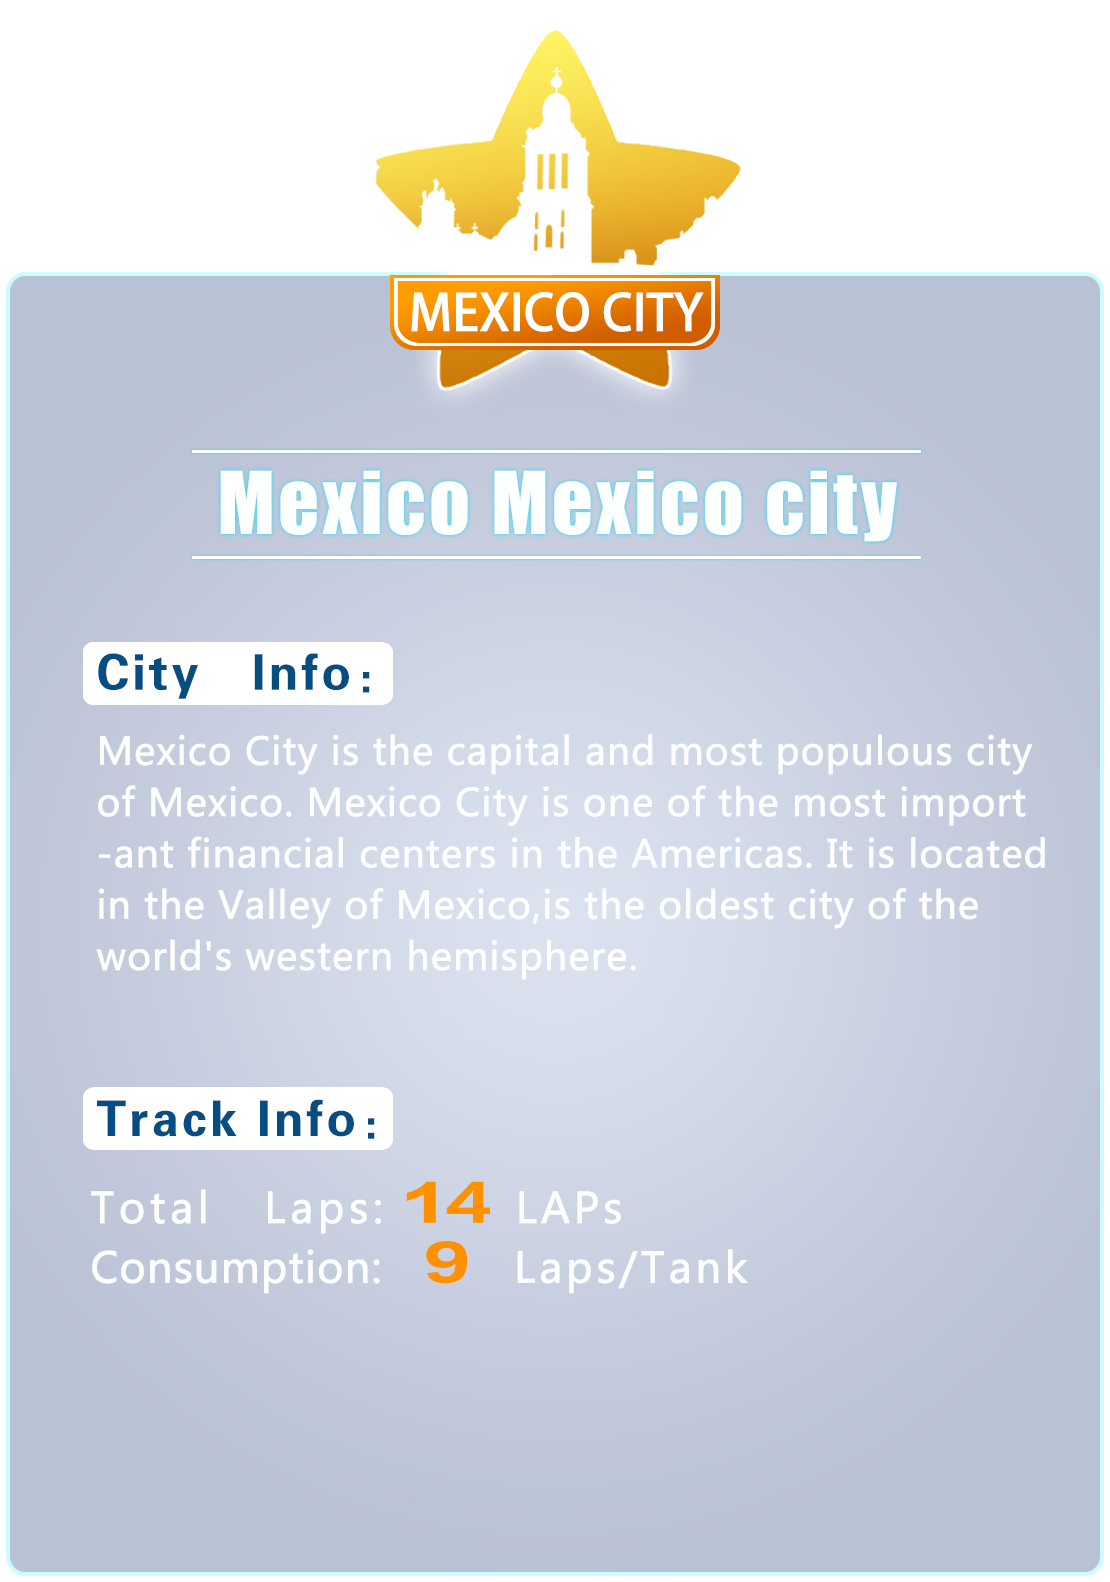 MEXICO CITY
Mexico Mexico city
City Info:
Mexico City is the capital and most populous city
of Mexico. Mexico City is one of the most import
-ant financial centers in the Americas. It is located
in the Valley of Mexico,is the oldest city of the
world's western hemisphere.
Track Info:
Total Laps: 14 LAPs
Consumption: 9 Laps/Tank